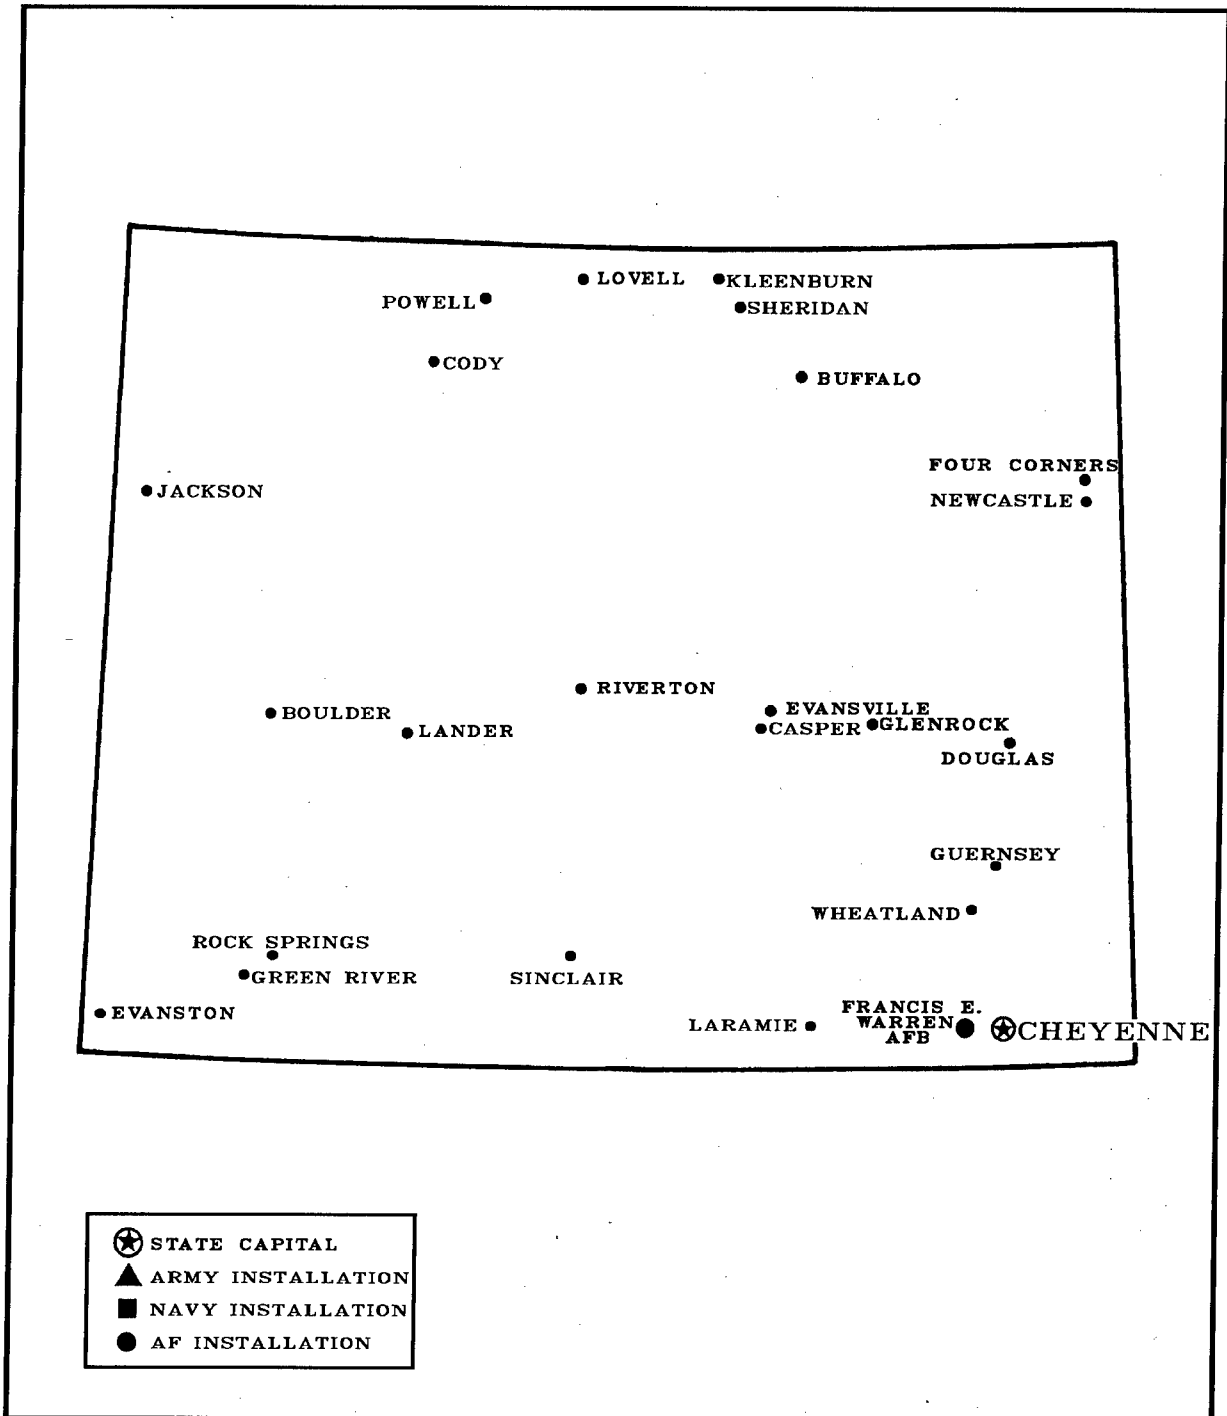 LOVELL
KLEENBURN
POWELL
SHERIDAN
CODY
BUFFALO
FOUR CORNERS
JACKSON
NEWCASTLE
RIVERTON
BOULDER
LANDER
EVANSVILLE
CASPER
GLENROCK
DOUGLAS
GUERNSEY
WHEATLAND
ROCK SPRINGS
GREEN RIVER
SINCLAIR
EVANSTON
LARAMIE
FRANCIS E.
WARREN
AFB
CHEYENNE
STATE CAPITAL
ARMY INSTALLATION
NAVY INSTALLATION
AF INSTALLATION